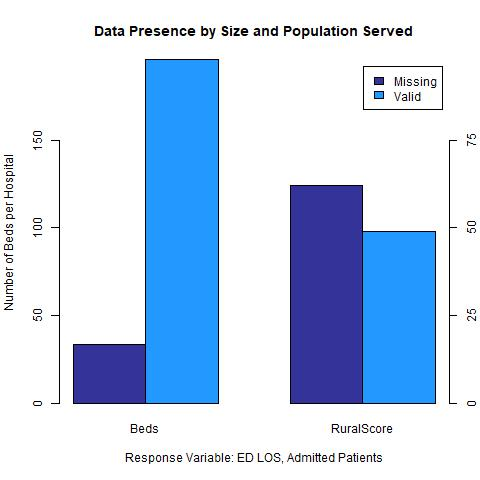 Data Presence by Size and Population Served
Missing
Valid
Number of Beds per Hospital
0
50
100
150
0
25
50
75
Beds
RuralScore
Response Variable: ED LOS, Admitted Patients